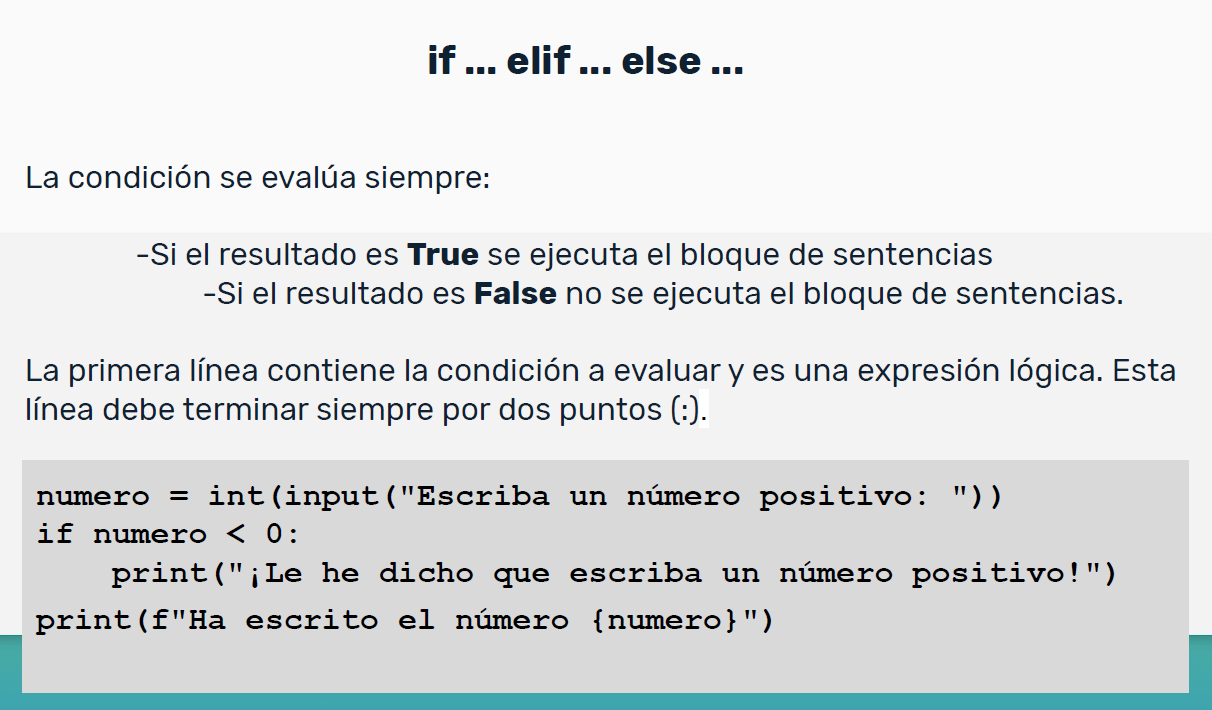 if ... elif ... else ...
La condición se evalúa siempre:
-Si el resultado es True se ejecuta el bloque de sentencias
-Si el resultado es False no se ejecuta el bloque de sentencias.
La primera línea contiene la condición a evaluar y es una expresión lógica. Esta
línea debe terminar siempre por dos puntos (:).
numero = int(input("Escriba un número positivo: "))
if numero < 0:
    print("¡Le he dicho que escriba un número positivo!")
print(f"Ha escrito el número {numero}")